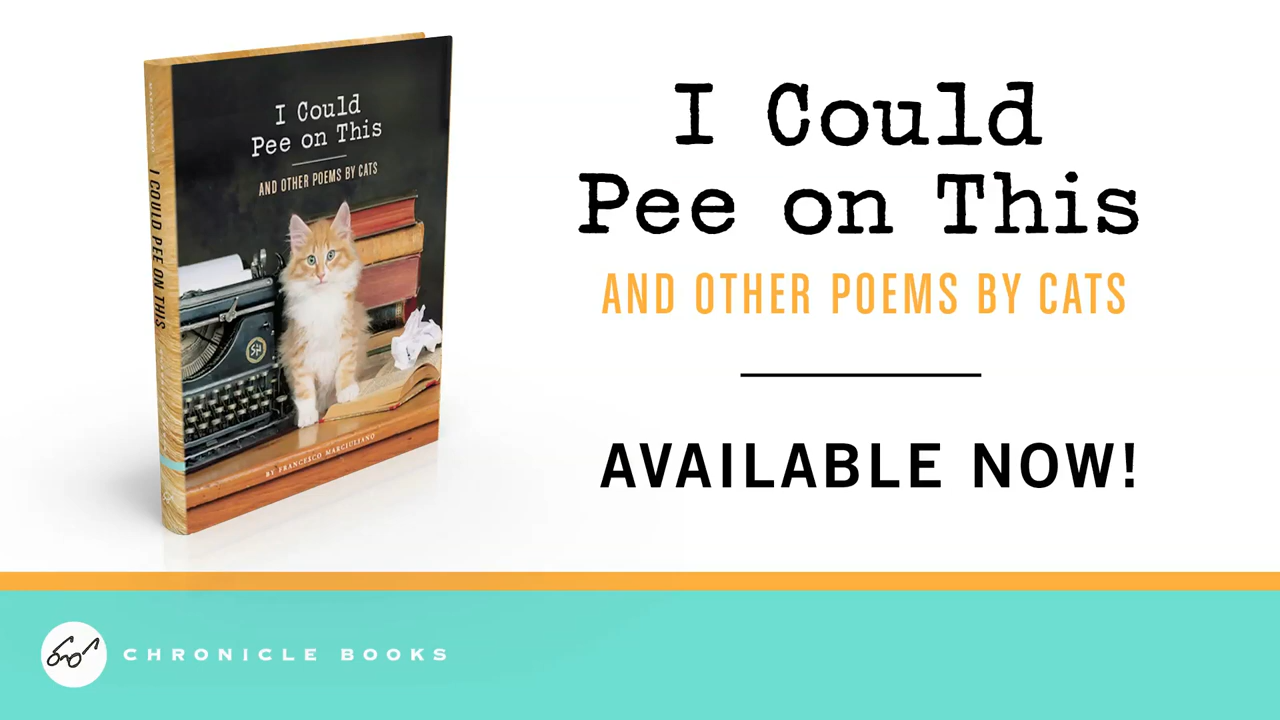 I Could
Pee on This
AND OTHER POEMS BY CATS
BY FRANCESCO MARCIULIANO
I COULD PEE ON THIS
I Could
Pee on This
AND OTHER POEMS BY CATS
AVAILABLE NOW!
CHRONICLE BOOKS